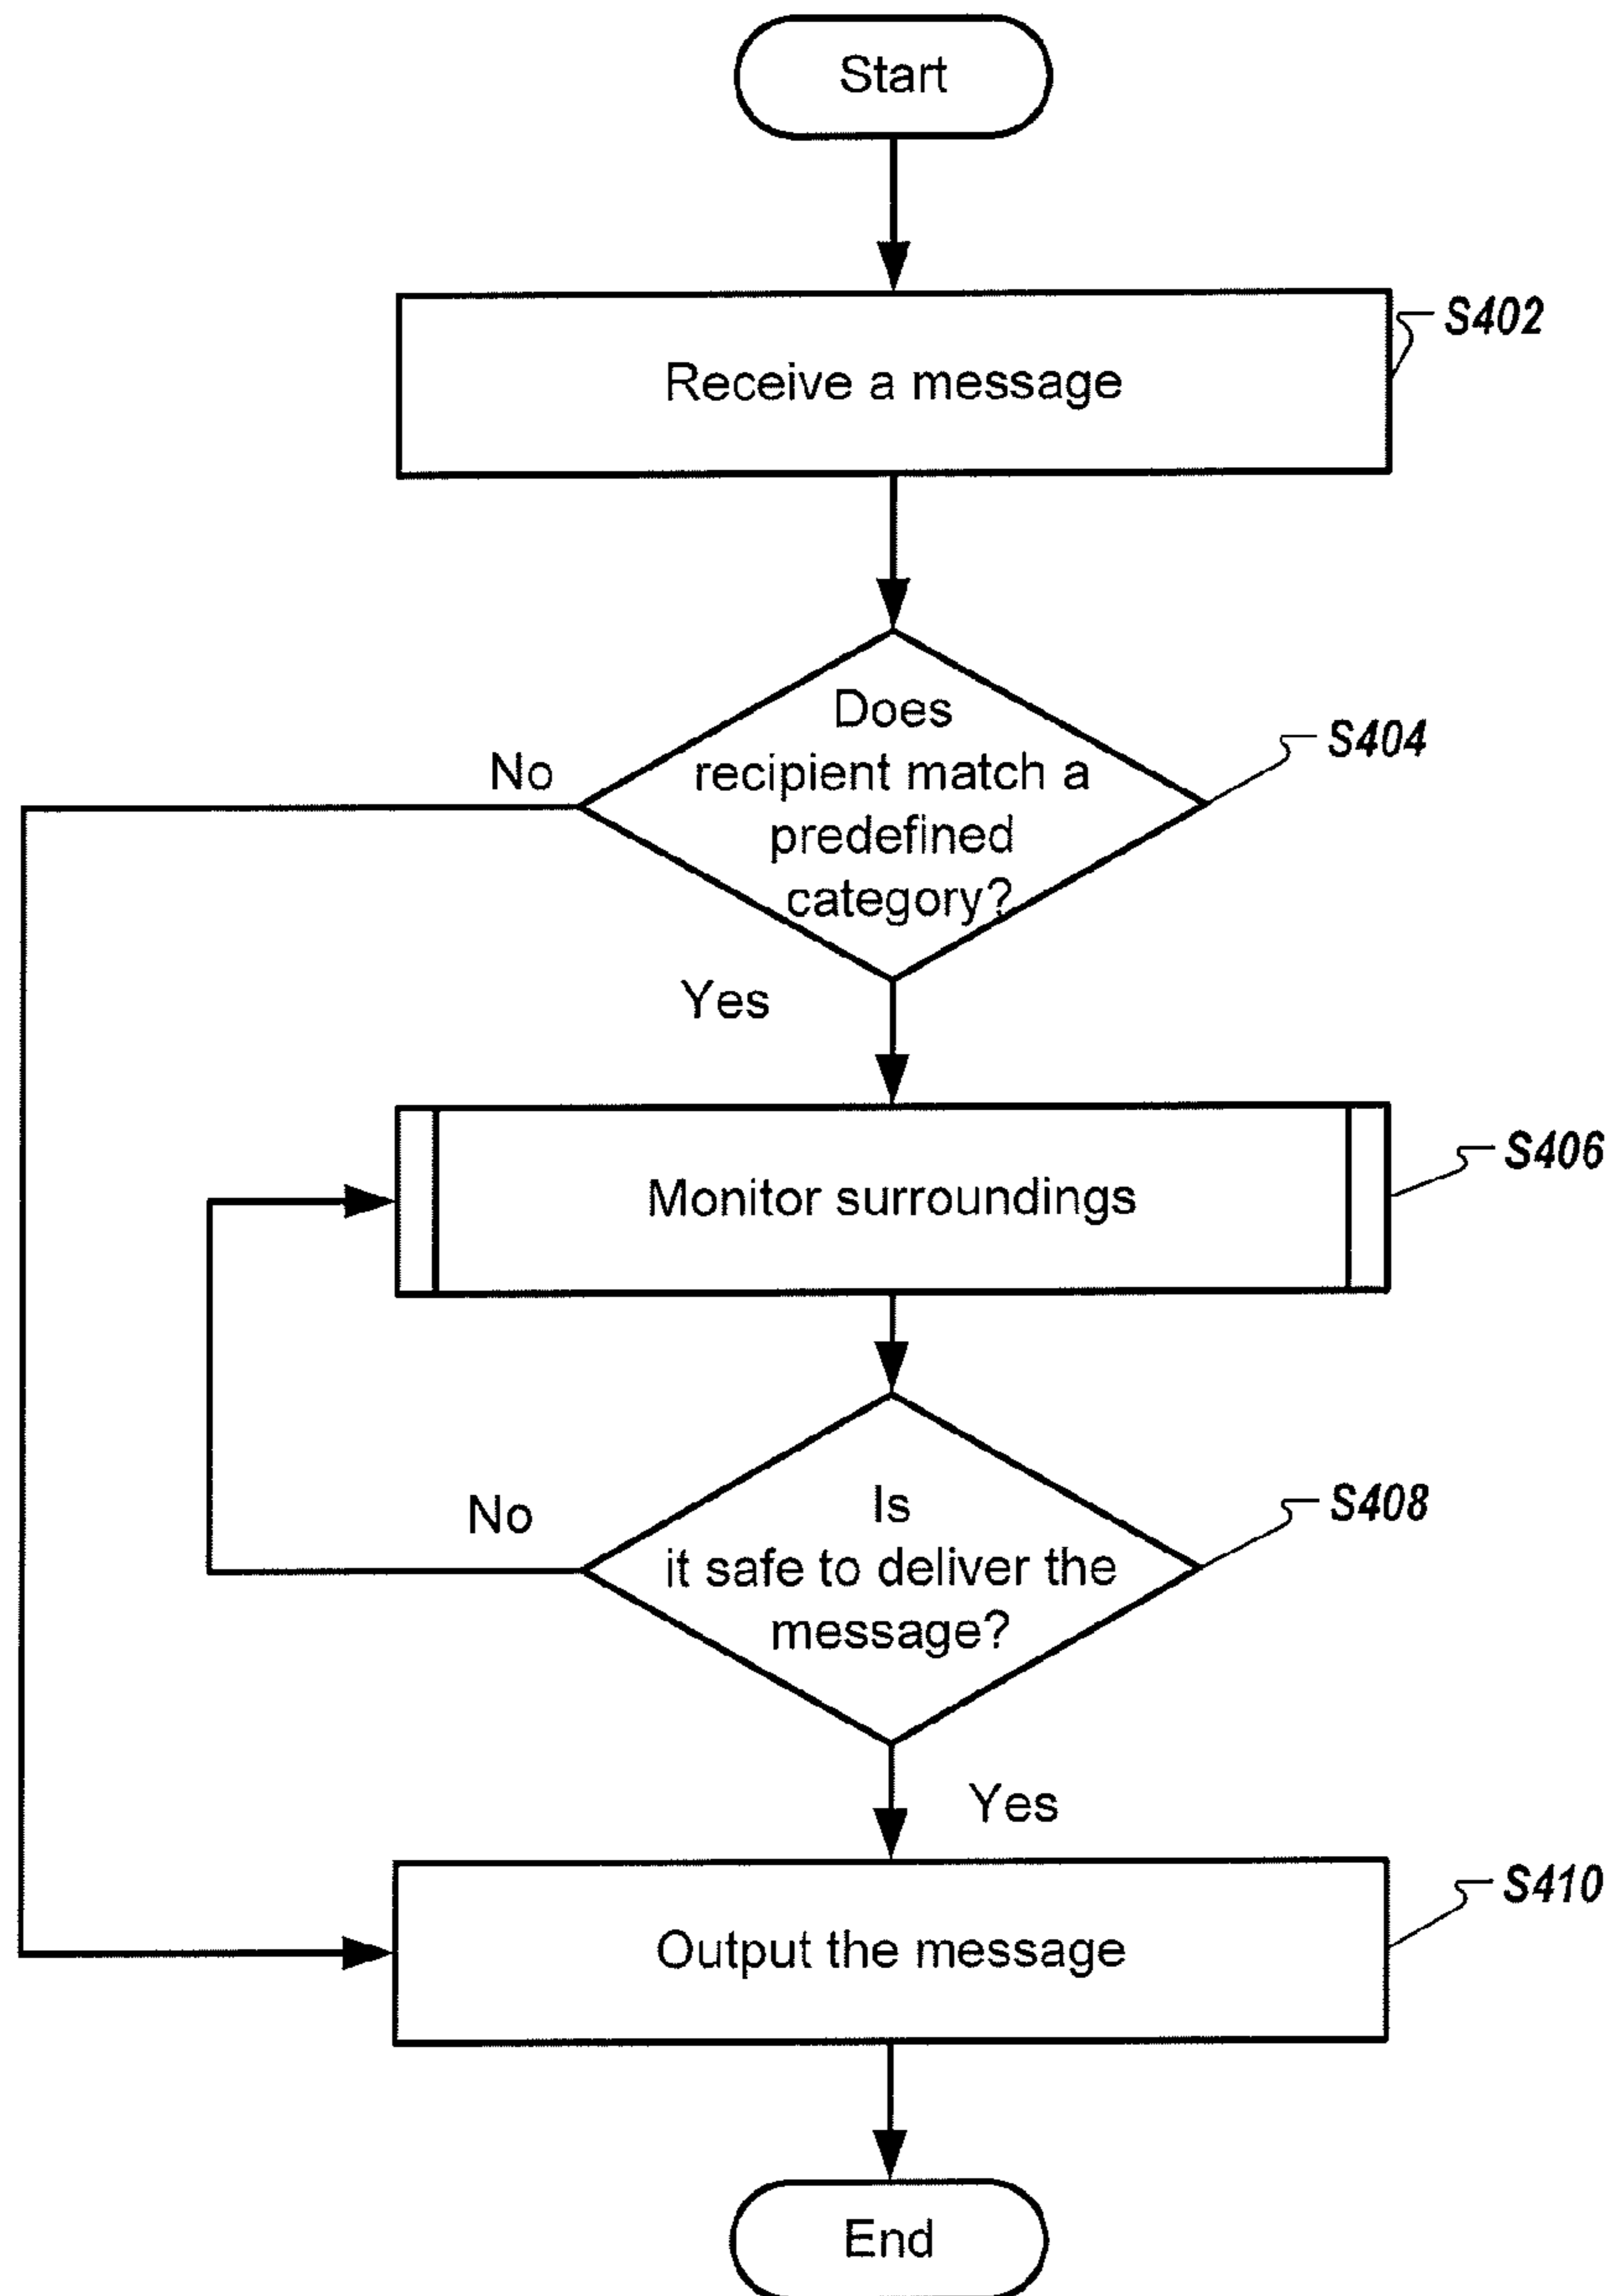 Start
Receive a message
S402
Does
recipient match a
predefined
category?
S404
No
Yes
Monitor surroundings
S406
Is
it safe to deliver the
message?
S408
No
Yes
Output the message
S410
End